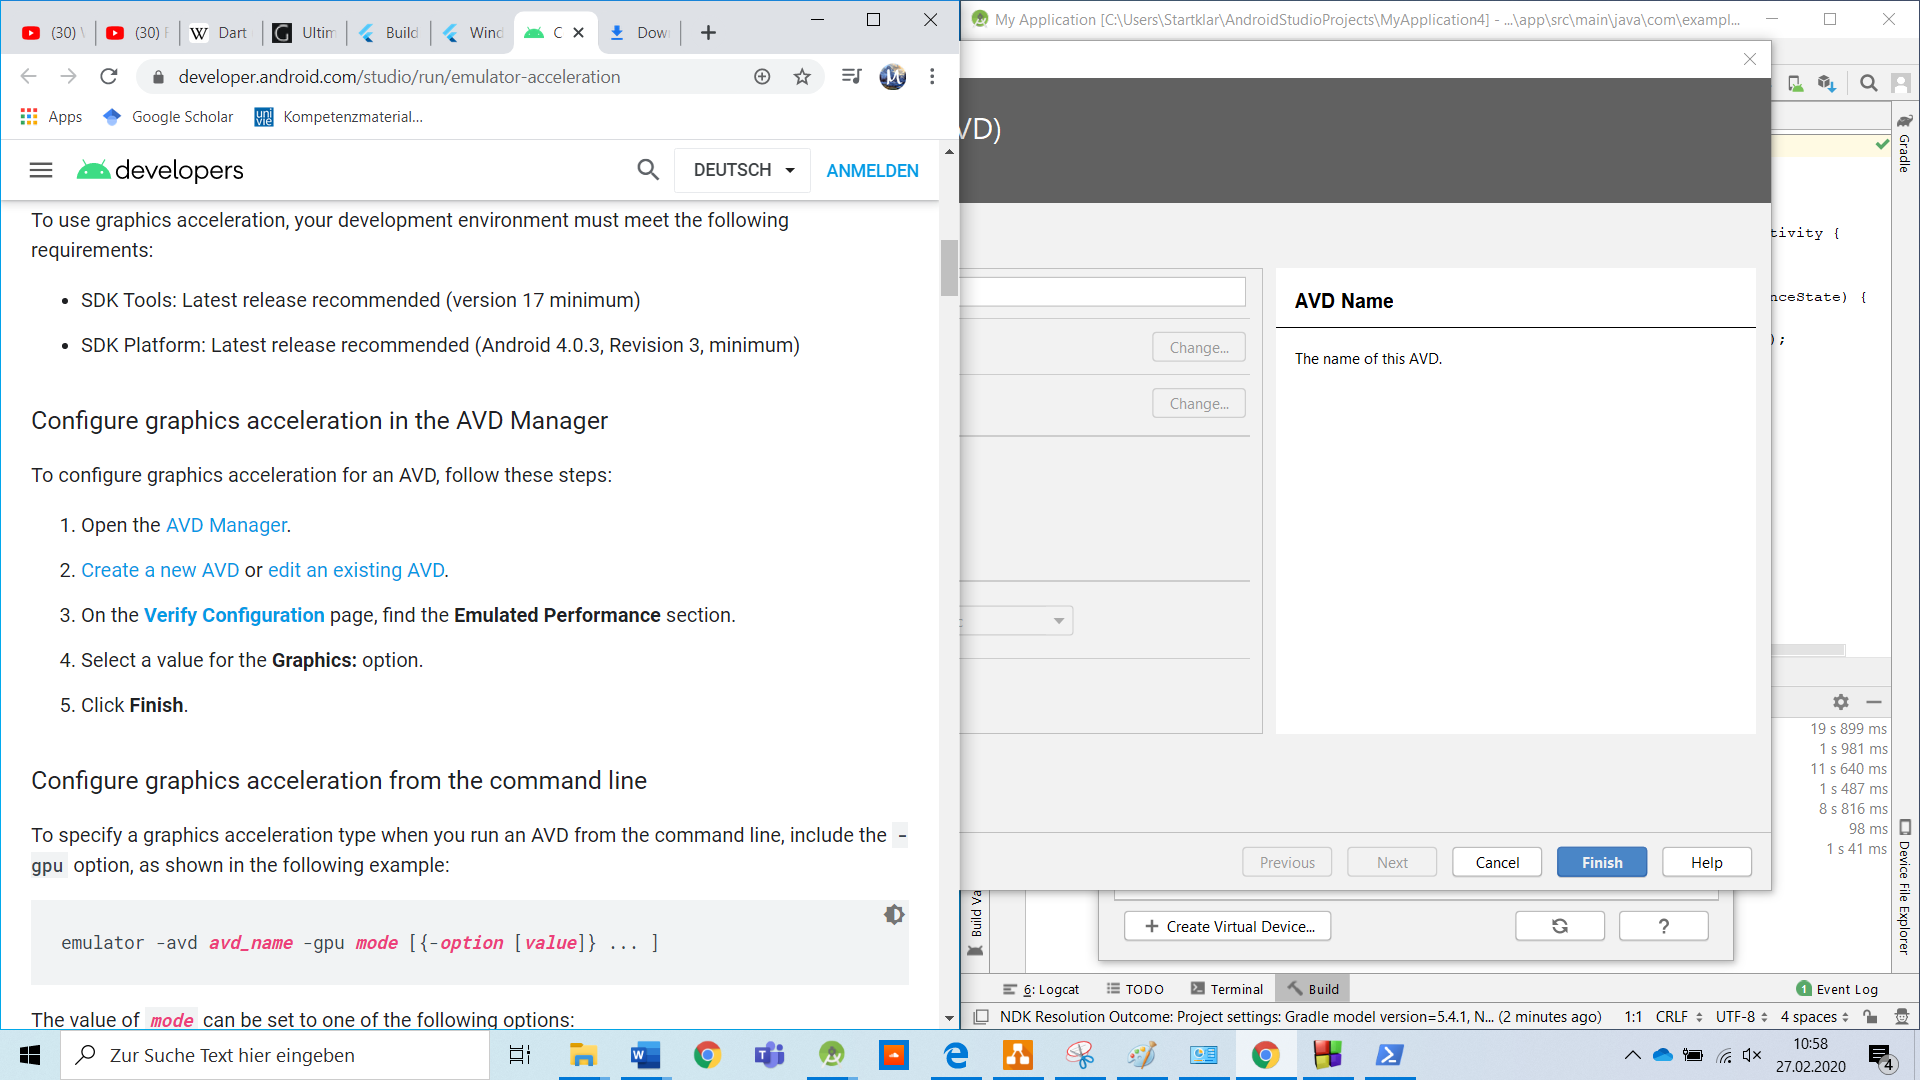 (30)
(30)
Dart
Ultim
Build
Wind
C
Dow
developer.android.com/studio/run/emulator-acceleration
Apps
Google Scholar
Kompetenzmaterial...
developers
DEUTSCH
ANMELDEN
To use graphics acceleration, your development environment must meet the following
requirements:
• SDK Tools: Latest release recommended (version 17 minimum)
• SDK Platform: Latest release recommended (Android 4.0.3, Revision 3, minimum)
Configure graphics acceleration in the AVD Manager
To configure graphics acceleration for an AVD, follow these steps:
1. Open the AVD Manager.
2. Create a new AVD or edit an existing AVD.
3. On the Verify Configuration page, find the Emulated Performance section.
4. Select a value for the Graphics: option.
5. Click Finish.
Configure graphics acceleration from the command line
To specify a graphics acceleration type when you run an AVD from the command line, include the -
gpu option, as shown in the following example:
emulator -avd avd_name -gpu mode [{-option [value]} ... ]
The value of mode can be set to one of the following options:
My Application [C:\Users\Startklar\AndroidStudioProjects\MyApplication4] - ...\app\src\main\java\com\exampl...
VD)
Gradle
tivity {
nceState) {
);
Change...
Change...
AVD Name
The name of this AVD.
19 s 899 ms
1 s 981 ms
11 s 640 ms
1 s 487 ms
8 s 816 ms
98 ms
1 s 41 ms
Previous
Next
Cancel
Finish
Help
Device File Explorer
Build Va
+ Create Virtual Device...
?
6: Logcat
TODO
Terminal
Build
1 Event Log
NDK Resolution Outcome: Project settings: Gradle model version=5.4.1, N... (2 minutes ago)
1:1
CRLF
UTF-8
4 spaces
Zur Suche Text hier eingeben
10:58
27.02.2020
4